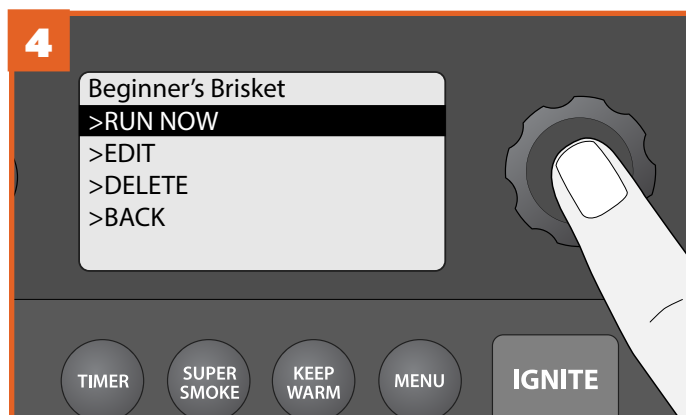 4
Beginner's Brisket
>RUN NOW
>EDIT
>DELETE
>BACK
TIMER
SUPER
SMOKE
KEEP
WARM
MENU
IGNITE